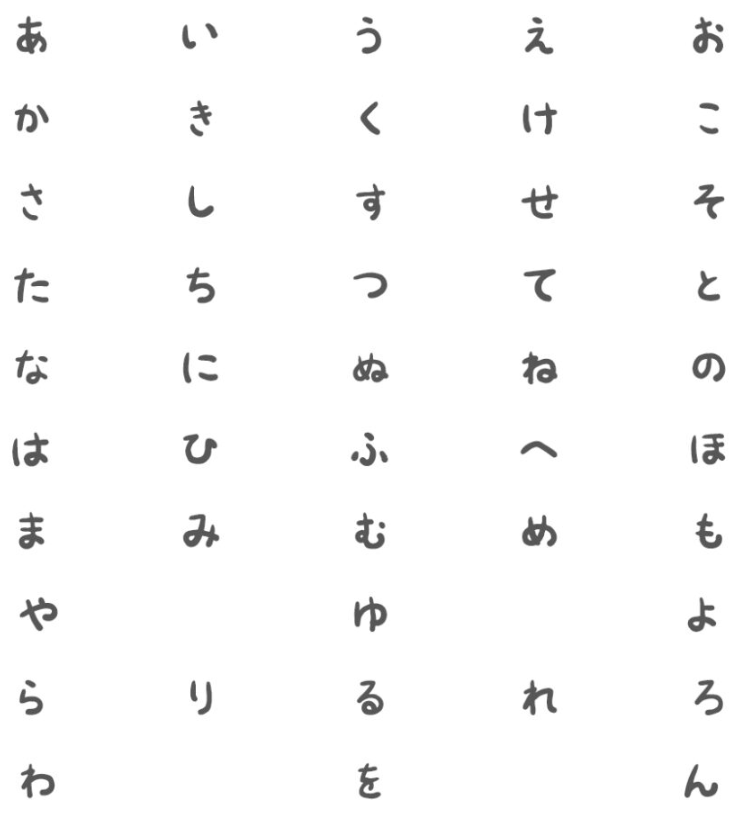 あ い う え お
か き く け こ
さ し す せ そ
た ち つ て と
な に ぬ ね の
は ひ ふ へ ほ
ま み む め も
や ゆ よ
ら り る れ ろ
わ を ん